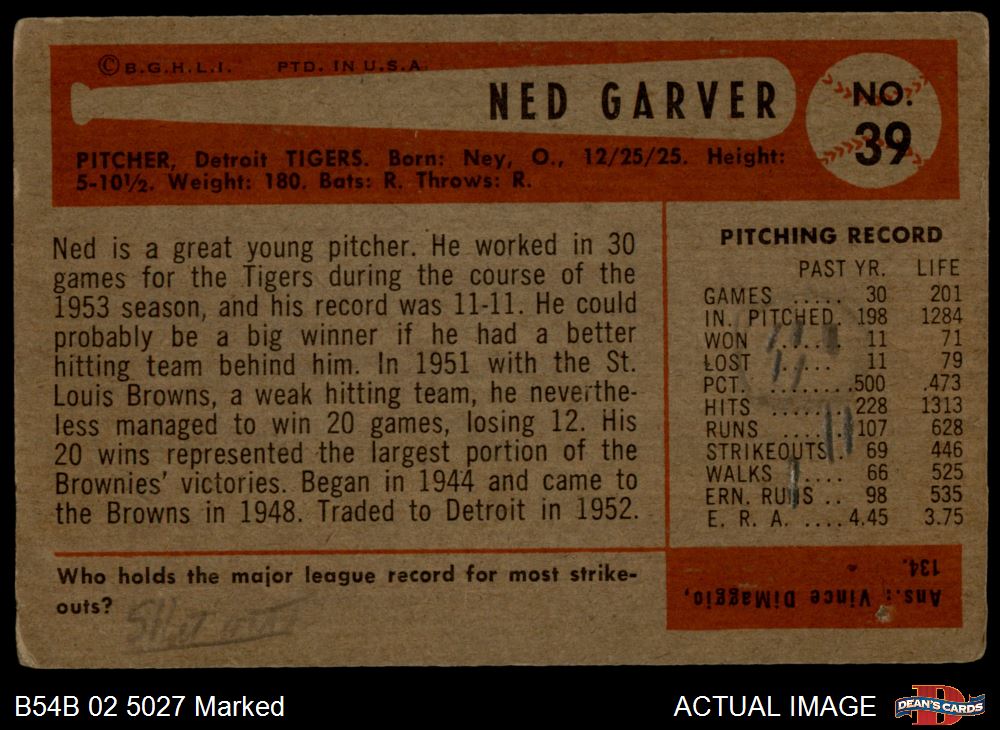 © B.G.H.L.I. PTD. IN U.S.A.
NED GARVER
NO.
39
PITCHER, Detroit TIGERS. Born: Ney, O., 12/25/25. Height:
5-10½. Weight: 180. Bats: R. Throws: R.
Ned is a great young pitcher. He worked in 30
games for the Tigers during the course of the
1953 season, and his record was 11-11. He could
probably be a big winner if he had a better
hitting team behind him. In 1951 with the St.
Louis Browns, a weak hitting team, he neverthe-
less managed to win 20 games, losing 12. His
20 wins represented the largest portion of the
Brownies' victories. Began in 1944 and came to
the Browns in 1948. Traded to Detroit in 1952.
PITCHING RECORD
PAST YR. LIFE
GAMES ..... 30 201
IN. PITCHED. 198 1284
WON ...... 11 71
LOST ..... 11 79
PCT. .......500 .473
HITS ...... 228 1313
RUNS ..... 107 628
STRIKEOUTS.. 69 446
WALKS .... 66 525
ERN. RUNS .. 98 535
E. R. A. ....4.45 3.75
Who holds the major league record for most strike-
outs?
Ans.: Vince DiMaggio,
134.
B54B 02 5027 Marked
ACTUAL IMAGE
D
DEAN'S CARDS